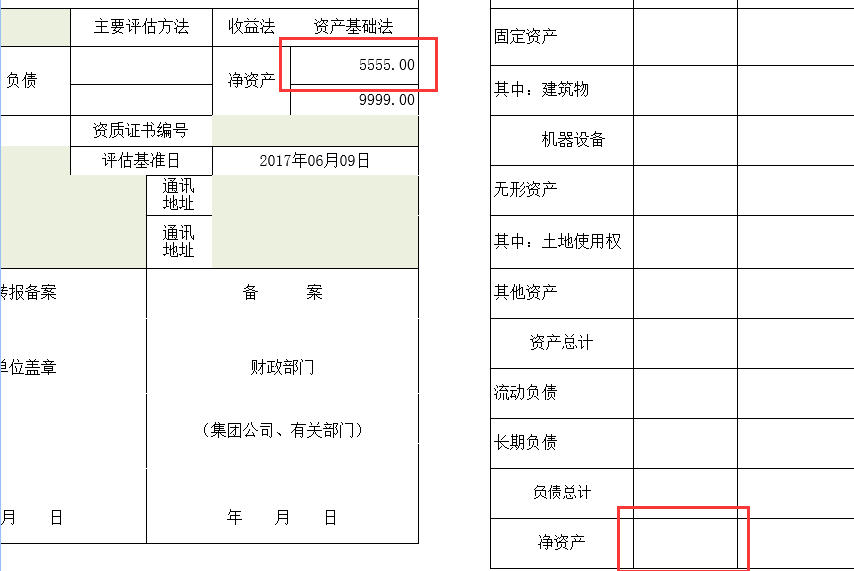 主要评估方法 收益法 资产基础法
负债 净资产 5555.00
9999.00
资质证书编号
评估基准日 2017年06月09日
通讯
地址
通讯
地址
转报备案 备 案
单位盖章 财政部门
（集团公司、有关部门）
月 日 年 月 日
固定资产
其中：建筑物
机器设备
无形资产
其中：土地使用权
其他资产
资产总计
流动负债
长期负债
负债总计
净资产